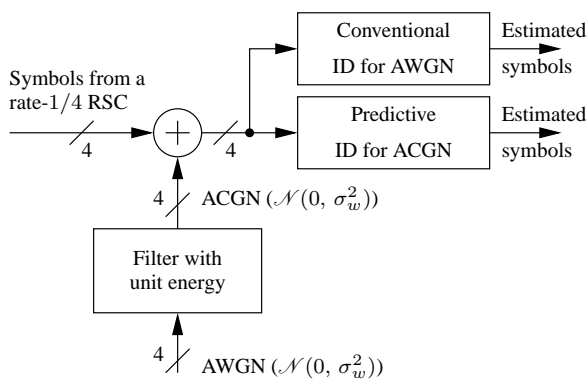 Conventional
ID for AWGN
Estimated
symbols
Symbols from a
rate-1/4 RSC
4
4
Predictive
ID for ACGN
Estimated
symbols
4
ACGN (𝒩(0, σ_w^2))
Filter with
unit energy
4
AWGN (𝒩(0, σ_w^2))